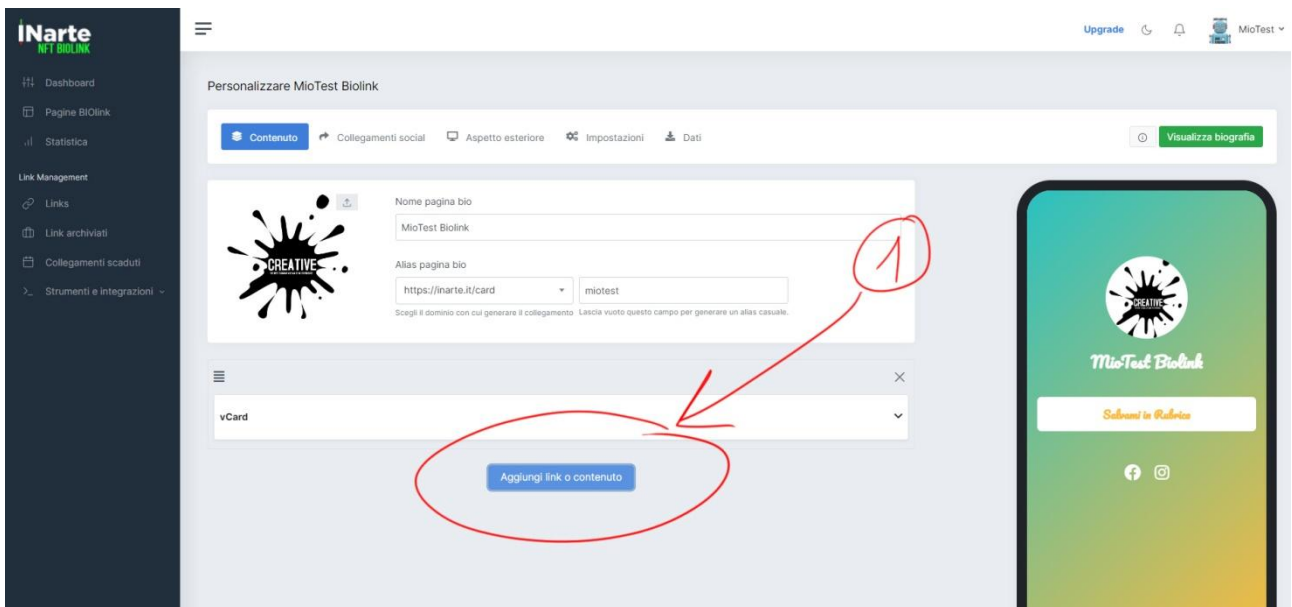 iNarte
NFT BIOLINK
Upgrade
MioTest
Dashboard
Pagine BIOlink
Statistica
Link Management
Links
Link archiviati
Collegamenti scaduti
Strumenti e integrazioni
Personalizzare MioTest Biolink
Contenuto
Collegamenti social
Aspetto esteriore
Impostazioni
Dati
Visualizza biografia
CREATIVE
Nome pagina bio
MioTest Biolink
Alias pagina bio
https://inarte.it/card
miotest
Scegli il dominio con cui generare il collegamento
Lascia vuoto questo campo per generare un alias casuale.
1
vCard
Aggiungi link o contenuto
CREATIVE
MioTest Biolink
Salvami in Rubrica